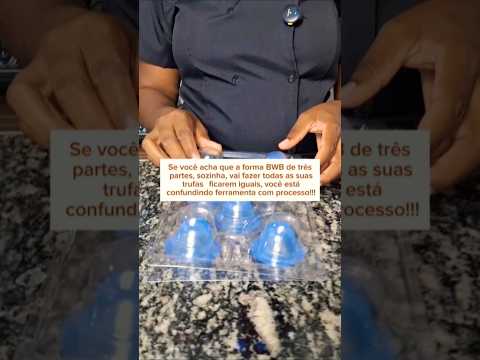 Se você acha que a forma BWB de três
partes, sozinha, vai fazer todas as suas
trufas ficarem iguais, você está
confundindo ferramenta com processo!!!